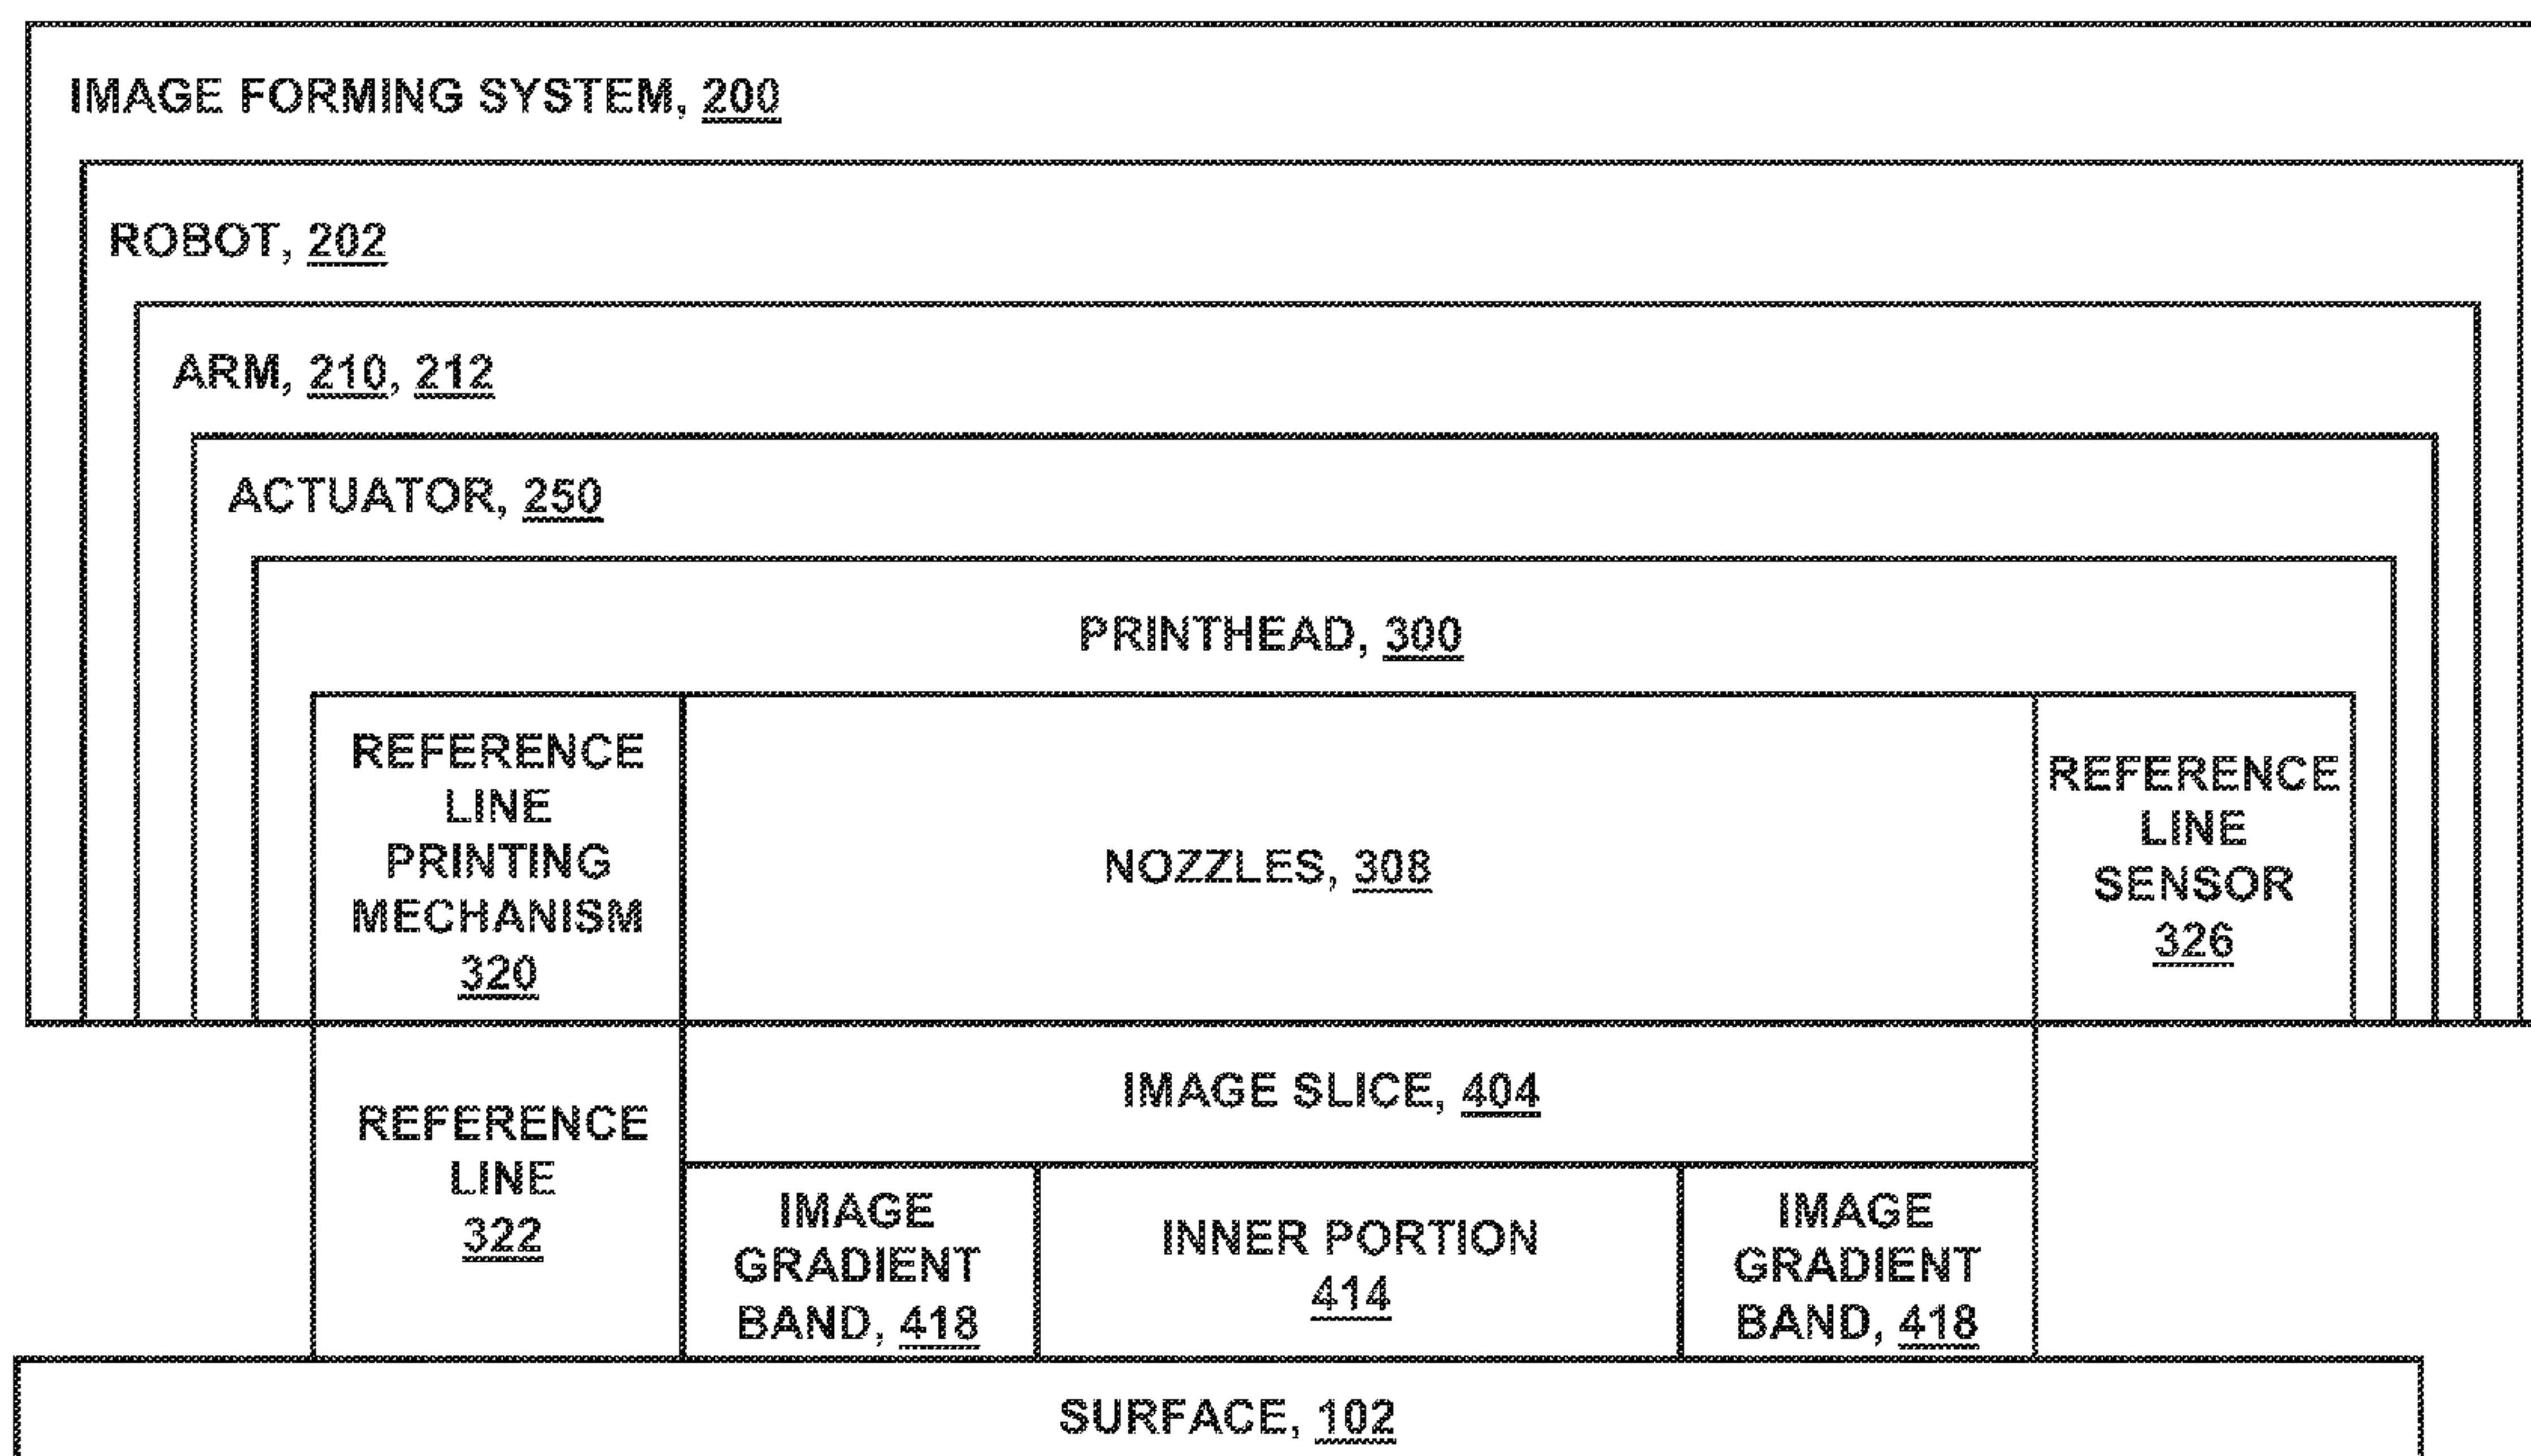 IMAGE FORMING SYSTEM, 200
ROBOT, 202
ARM, 210, 212
ACTUATOR, 250
PRINTHEAD, 300
REFERENCE
LINE
PRINTING
MECHANISM
320
NOZZLES, 308
REFERENCE
LINE
SENSOR
326
REFERENCE
LINE
322
IMAGE SLICE, 404
IMAGE
GRADIENT
BAND, 418
INNER PORTION
414
IMAGE
GRADIENT
BAND, 418
SURFACE, 102